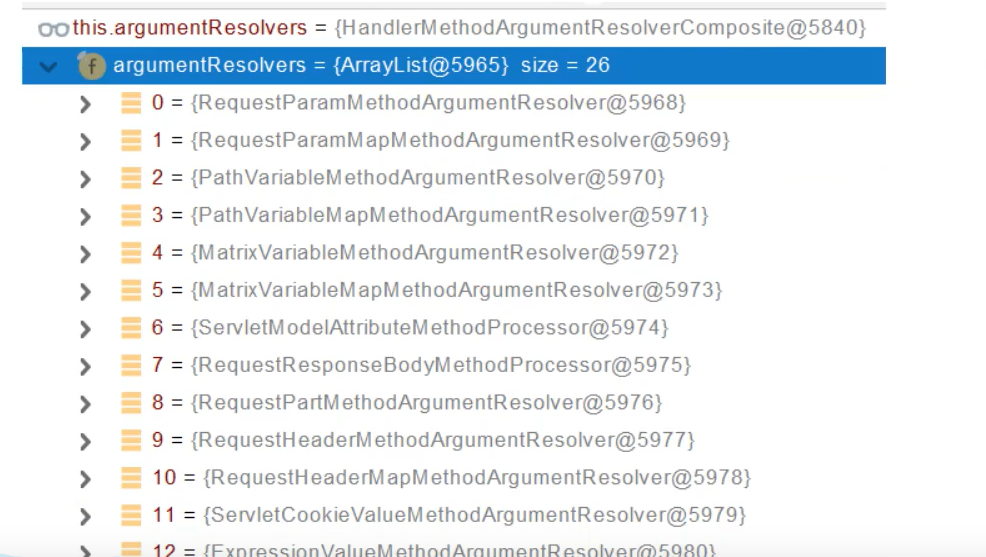 this.argumentResolvers = {HandlerMethodArgumentResolverComposite@5840}
f argumentResolvers = {ArrayList@5965} size = 26
0 = {RequestParamMethodArgumentResolver@5968}
1 = {RequestParamMapMethodArgumentResolver@5969}
2 = {PathVariableMethodArgumentResolver@5970}
3 = {PathVariableMapMethodArgumentResolver@5971}
4 = {MatrixVariableMethodArgumentResolver@5972}
5 = {MatrixVariableMapMethodArgumentResolver@5973}
6 = {ServletModelAttributeMethodProcessor@5974}
7 = {RequestResponseBodyMethodProcessor@5975}
8 = {RequestPartMethodArgumentResolver@5976}
9 = {RequestHeaderMethodArgumentResolver@5977}
10 = {RequestHeaderMapMethodArgumentResolver@5978}
11 = {ServletCookieValueMethodArgumentResolver@5979}
12 = {ExpressionValueMethodArgumentResolver@5980}